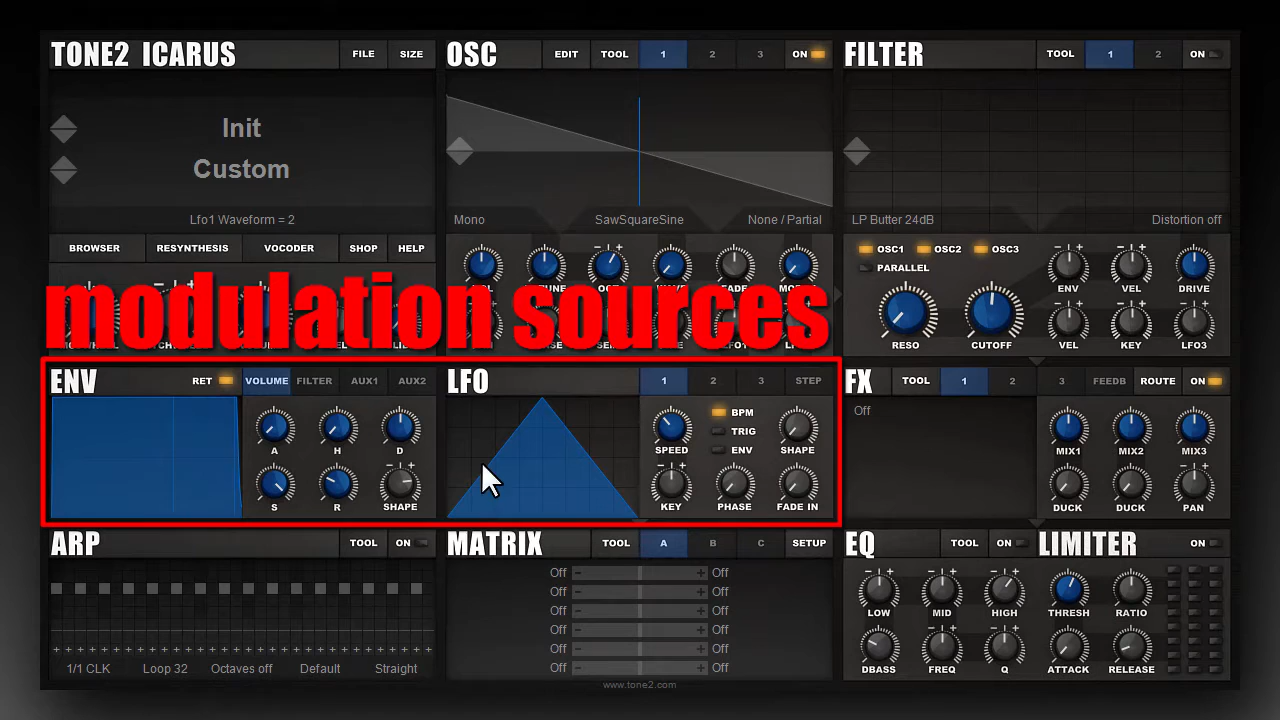 TONE2 ICARUS
FILE
SIZE
Init
Custom
Lfo1 Waveform = 2
BROWSER
RESYNTHESIS
VOCODER
SHOP
HELP
OSC
EDIT
TOOL
1
2
3
ON
Mono
SawSquareSine
None / Partial
FILTER
TOOL
1
2
ON
LP Butter 24dB
Distortion off
OSC1
OSC2
OSC3
PARALLEL
ENV
VEL
DRIVE
RESO
CUTOFF
VEL
KEY
LFO3
modulation sources
ENV
RET
VOLUME
FILTER
AUX1
AUX2
A
H
D
S
R
SHAPE
LFO
1
2
3
STEP
SPEED
BPM
TRIG
ENV
SHAPE
KEY
PHASE
FADE IN
FX
TOOL
1
2
3
FEEDB
ROUTE
ON
Off
MIX1
MIX2
MIX3
DUCK
DUCK
PAN
ARP
TOOL
ON
1/1 CLK
Loop 32
Octaves off
Default
Straight
MATRIX
TOOL
A
B
C
SETUP
Off - + Off
Off - + Off
Off - + Off
Off - + Off
Off - + Off
Off - + Off
EQ
TOOL
ON
LIMITER
ON
LOW
MID
HIGH
THRESH
RATIO
DBASS
FREQ
Q
ATTACK
RELEASE
www.tone2.com